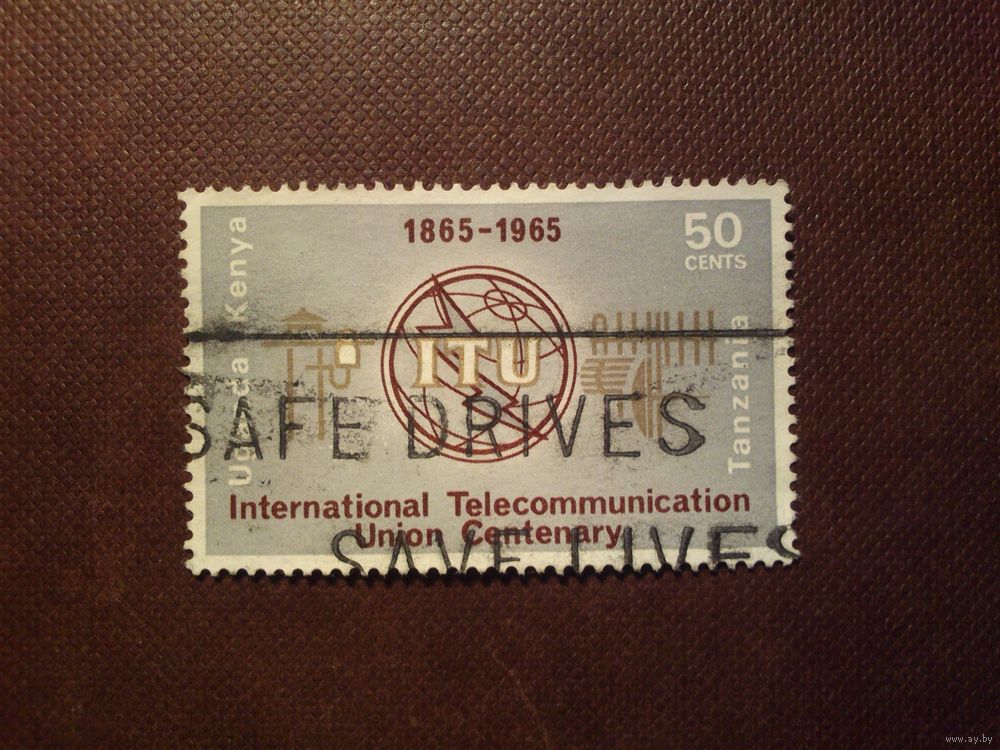 1865-1965
50
CENTS
Uganda Kenya
Tanzania
ITU
SAFE DRIVES
International Telecommunication
Union Centenary
SAVE LIVES
www.ay.by